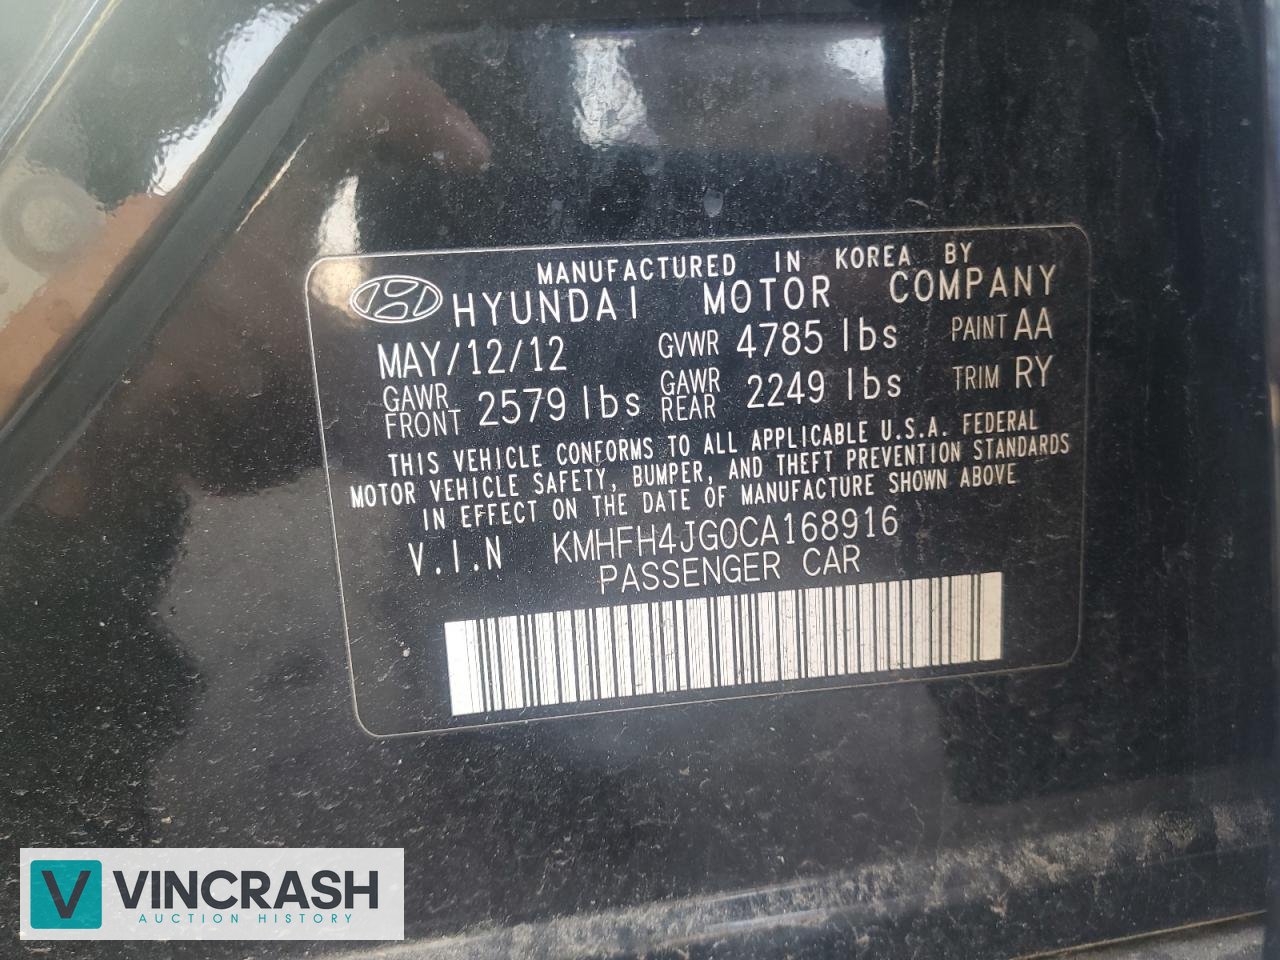 MANUFACTURED IN KOREA BY
HYUNDAI MOTOR COMPANY
MAY/12/12 GVWR 4785 lbs PAINT AA
GAWR FRONT 2579 lbs GAWR REAR 2249 lbs TRIM RY
THIS VEHICLE CONFORMS TO ALL APPLICABLE U.S.A. FEDERAL
MOTOR VEHICLE SAFETY, BUMPER, AND THEFT PREVENTION STANDARDS
IN EFFECT ON THE DATE OF MANUFACTURE SHOWN ABOVE
V.I.N KMHFH4JG0CA168916
PASSENGER CAR
V VINCRASH
AUCTION HISTORY